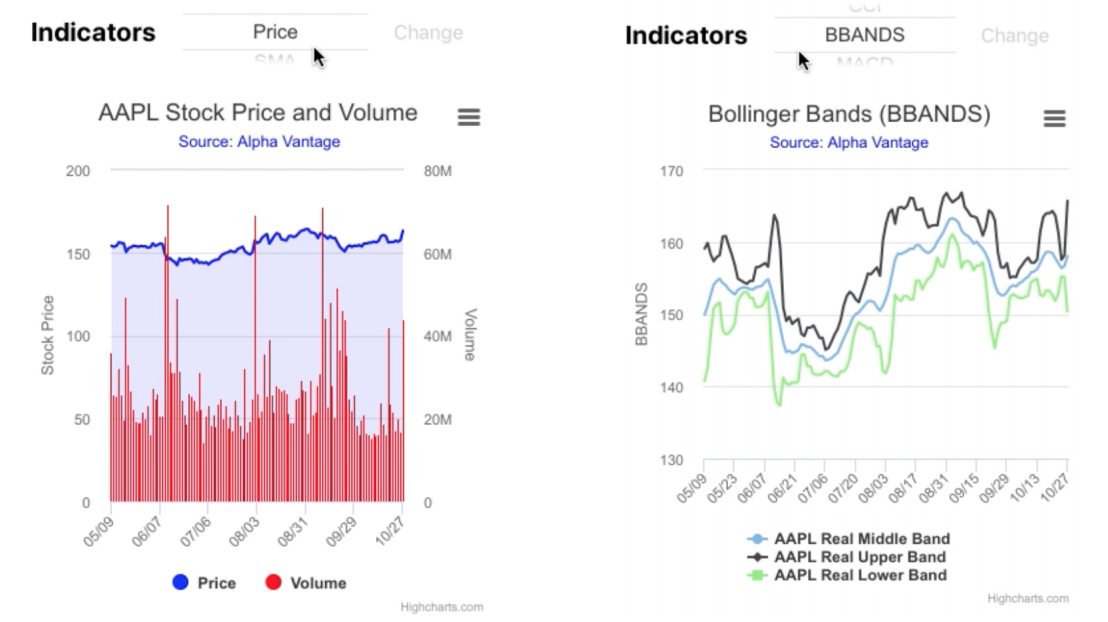 Indicators
Price
Change
SMA
AAPL Stock Price and Volume
Source: Alpha Vantage
200
150
100
50
0
Stock Price
80M
60M
40M
20M
0
Volume
05/09
06/07
07/06
08/03
08/31
09/29
10/27
Price
Volume
Highcharts.com
CCI
Indicators
BBANDS
Change
MACD
Bollinger Bands (BBANDS)
Source: Alpha Vantage
170
160
150
140
130
BBANDS
05/09
05/23
06/07
06/21
07/06
07/20
08/03
08/17
08/31
09/15
09/29
10/13
10/27
AAPL Real Middle Band
AAPL Real Upper Band
AAPL Real Lower Band
Highcharts.com